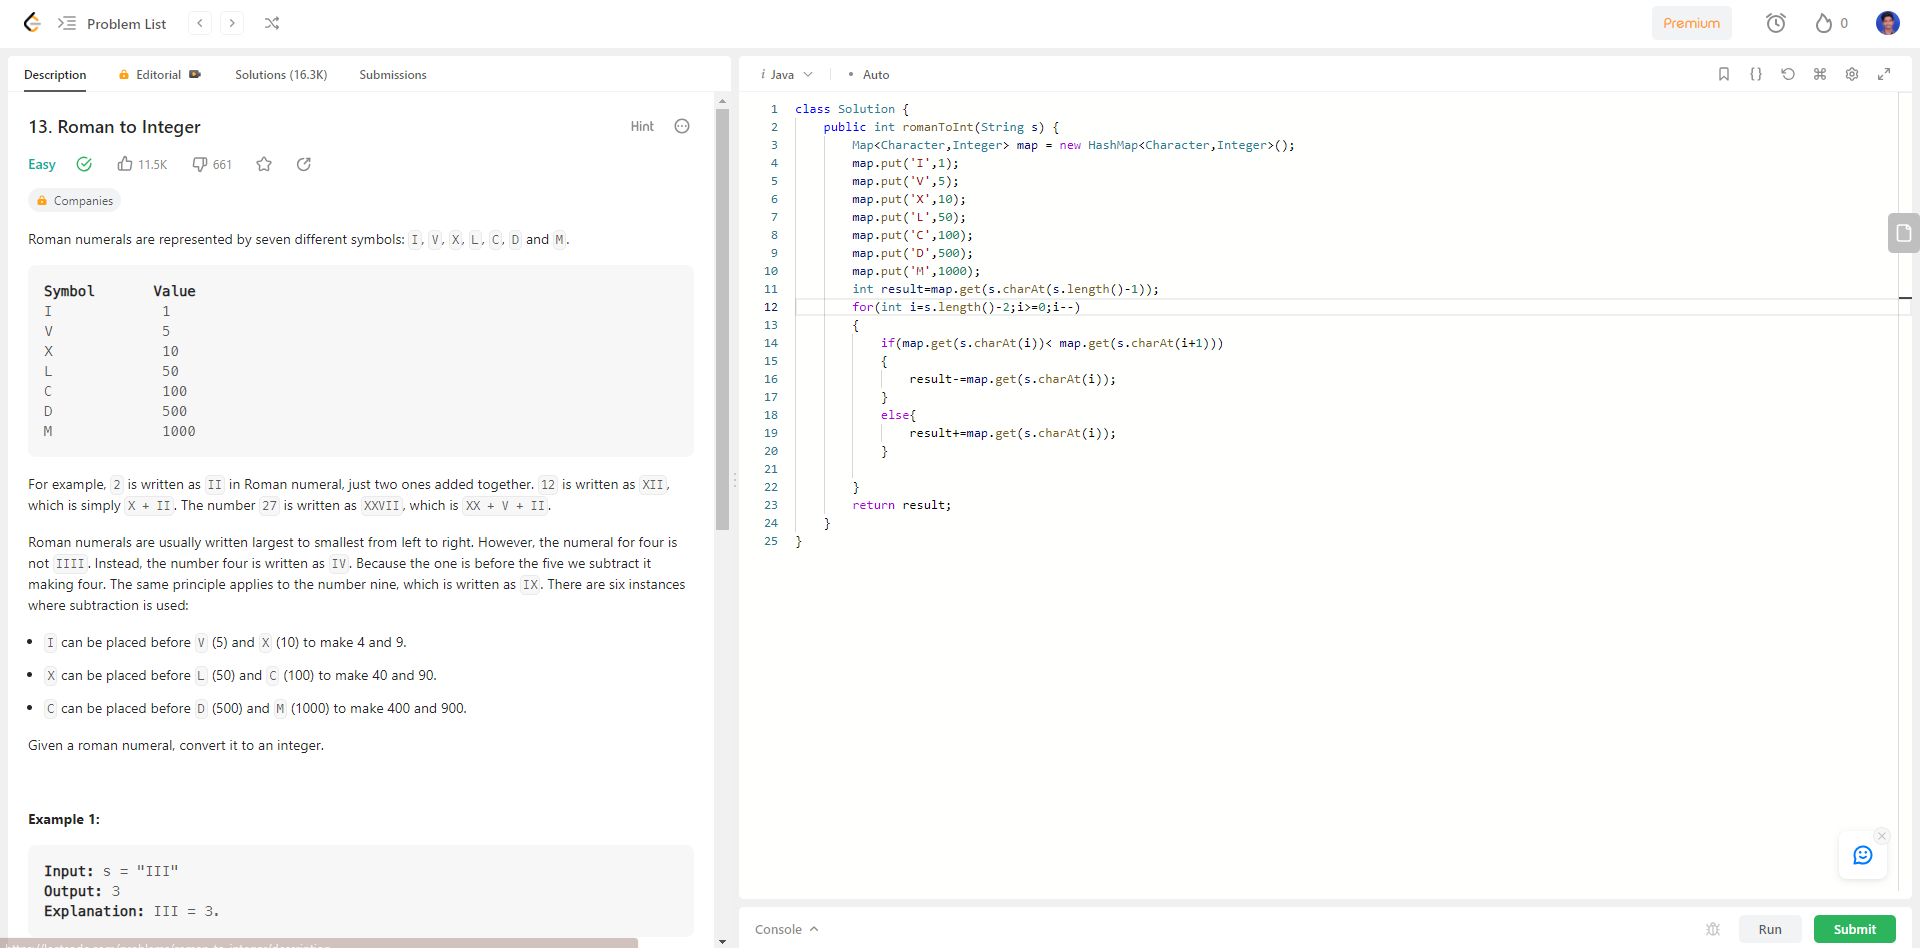 Problem List
Premium
0
Description Editorial Solutions (16.3K) Submissions
13. Roman to Integer
Hint
Easy 11.5K 661
Companies
Roman numerals are represented by seven different symbols: I, V, X, L, C, D and M.
Symbol Value
I 1
V 5
X 10
L 50
C 100
D 500
M 1000
For example, 2 is written as II in Roman numeral, just two ones added together. 12 is written as XII,
which is simply X + II. The number 27 is written as XXVII, which is XX + V + II.
Roman numerals are usually written largest to smallest from left to right. However, the numeral for four is
not IIII. Instead, the number four is written as IV. Because the one is before the five we subtract it
making four. The same principle applies to the number nine, which is written as IX. There are six instances
where subtraction is used:
• I can be placed before V (5) and X (10) to make 4 and 9.
• X can be placed before L (50) and C (100) to make 40 and 90.
• C can be placed before D (500) and M (1000) to make 400 and 900.
Given a roman numeral, convert it to an integer.
Example 1:
Input: s = "III"
Output: 3
Explanation: III = 3.
i Java • Auto
1 class Solution {
2 public int romanToInt(String s) {
3 Map<Character,Integer> map = new HashMap<Character,Integer>();
4 map.put('I',1);
5 map.put('V',5);
6 map.put('X',10);
7 map.put('L',50);
8 map.put('C',100);
9 map.put('D',500);
10 map.put('M',1000);
11 int result=map.get(s.charAt(s.length()-1));
12 for(int i=s.length()-2;i>=0;i--)
13 {
14 if(map.get(s.charAt(i))< map.get(s.charAt(i+1)))
15 {
16 result-=map.get(s.charAt(i));
17 }
18 else{
19 result+=map.get(s.charAt(i));
20 }
21
22 }
23 return result;
24 }
25 }
Console
Run
Submit